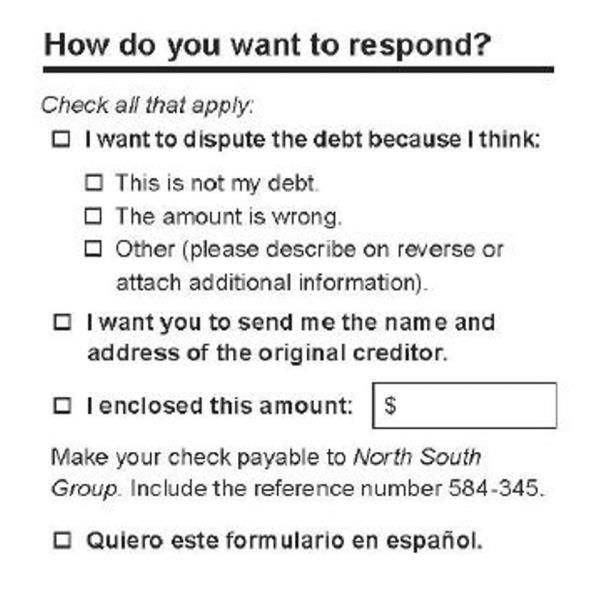 How do you want to respond?
Check all that apply:
☐ I want to dispute the debt because I think:
☐ This is not my debt.
☐ The amount is wrong.
☐ Other (please describe on reverse or
attach additional information).
☐ I want you to send me the name and
address of the original creditor.
☐ I enclosed this amount: $
Make your check payable to North South
Group. Include the reference number 584-345.
☐ Quiero este formulario en español.